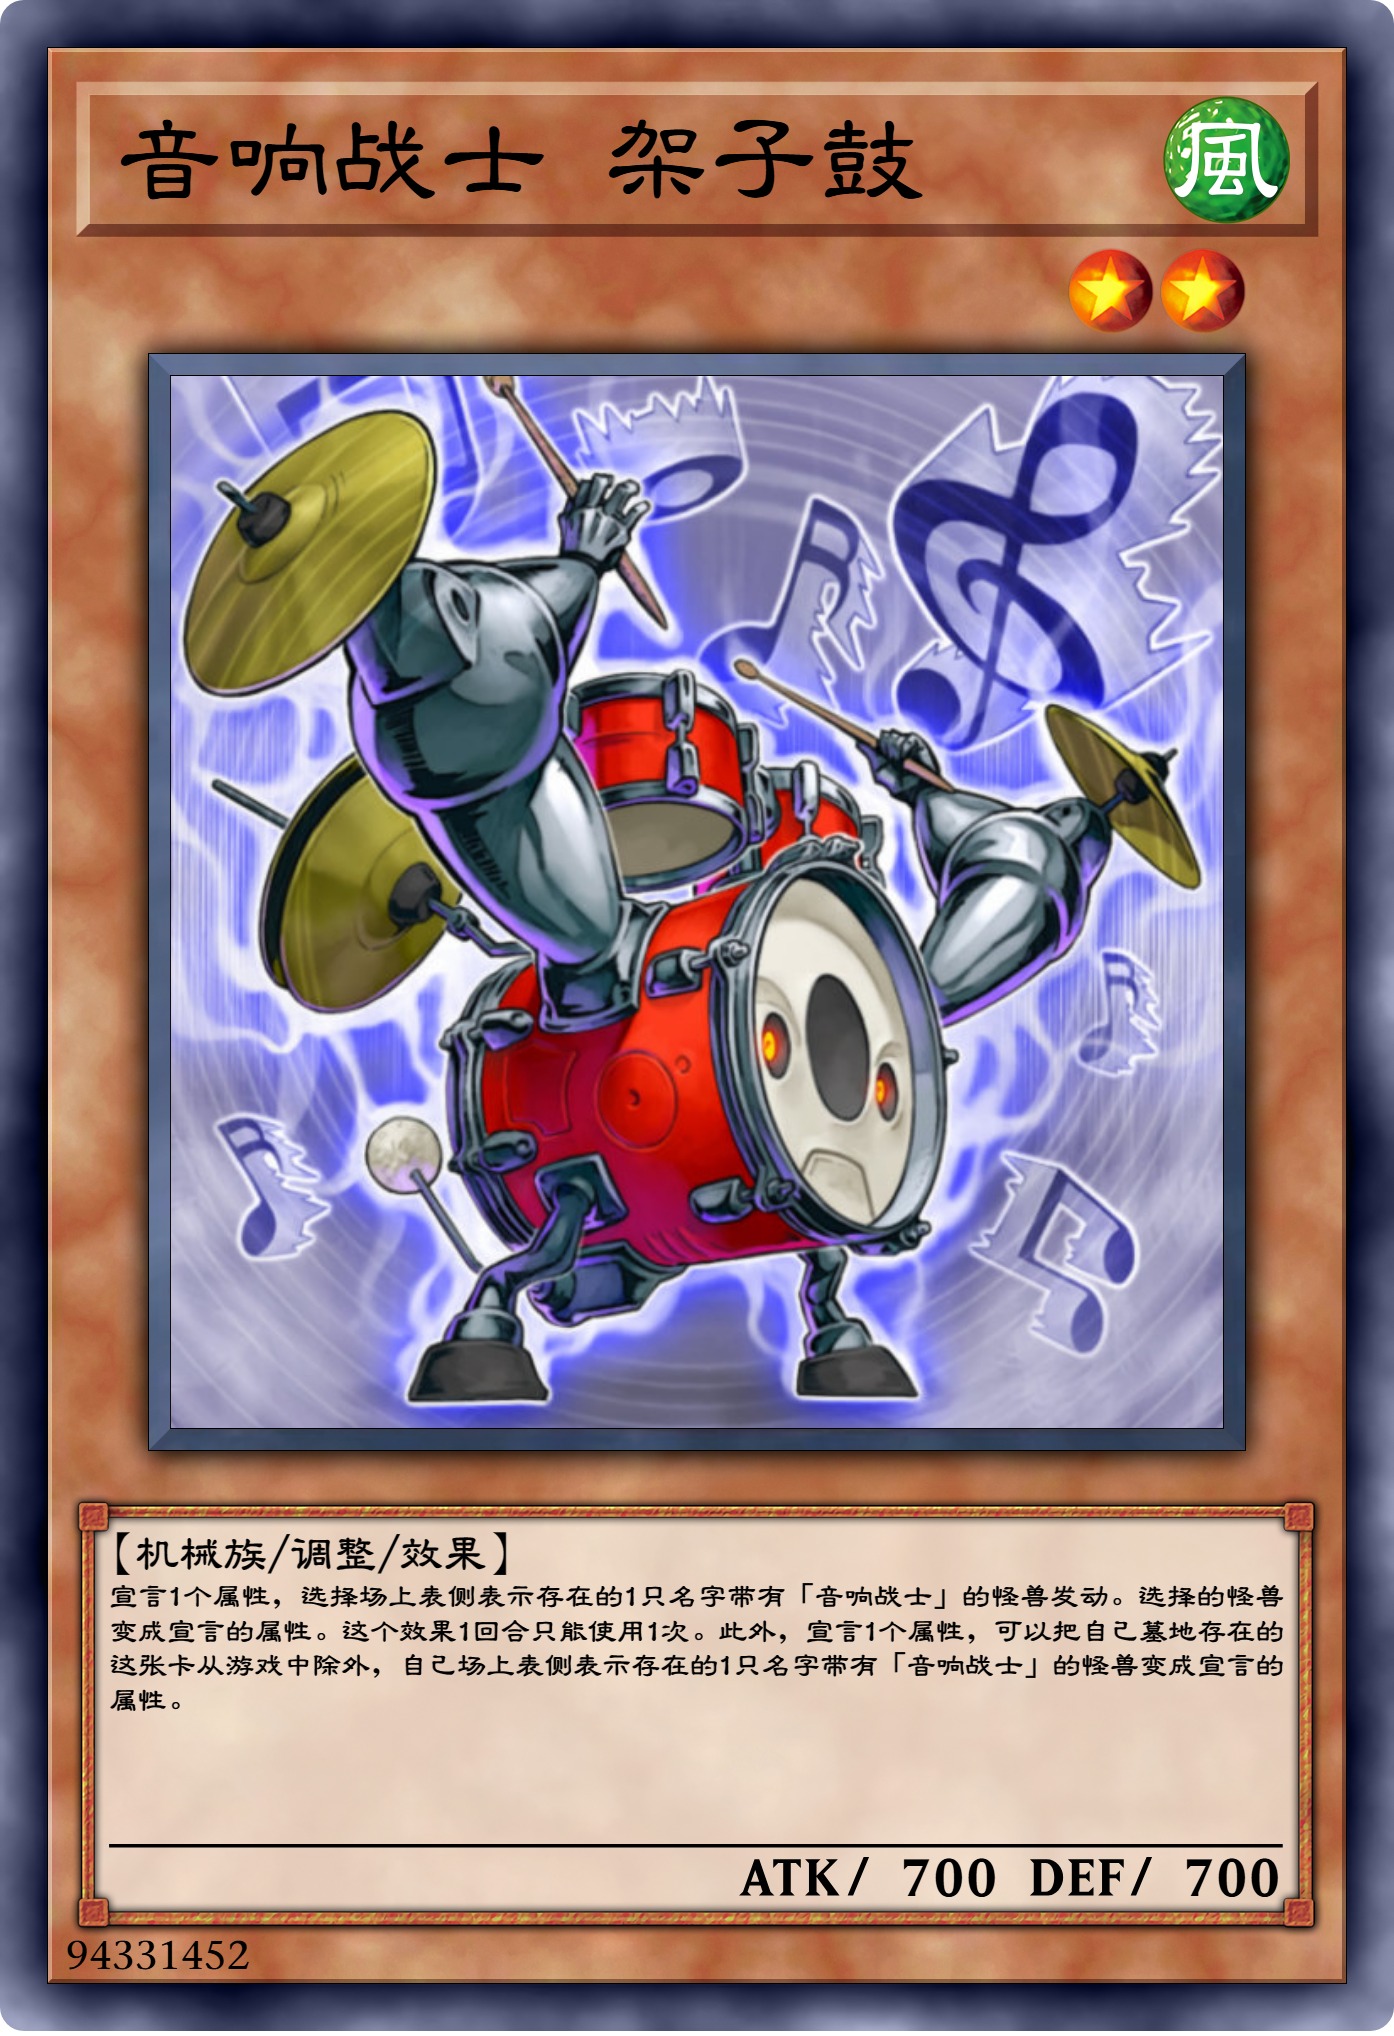 音响战士 架子鼓
風
【机械族/调整/效果】
宣言1个属性，选择场上表侧表示存在的1只名字带有「音响战士」的怪兽发动。选择的怪兽
变成宣言的属性。这个效果1回合只能使用1次。此外，宣言1个属性，可以把自己墓地存在的
这张卡从游戏中除外，自己场上表侧表示存在的1只名字带有「音响战士」的怪兽变成宣言的
属性。
ATK/ 700 DEF/ 700
94331452